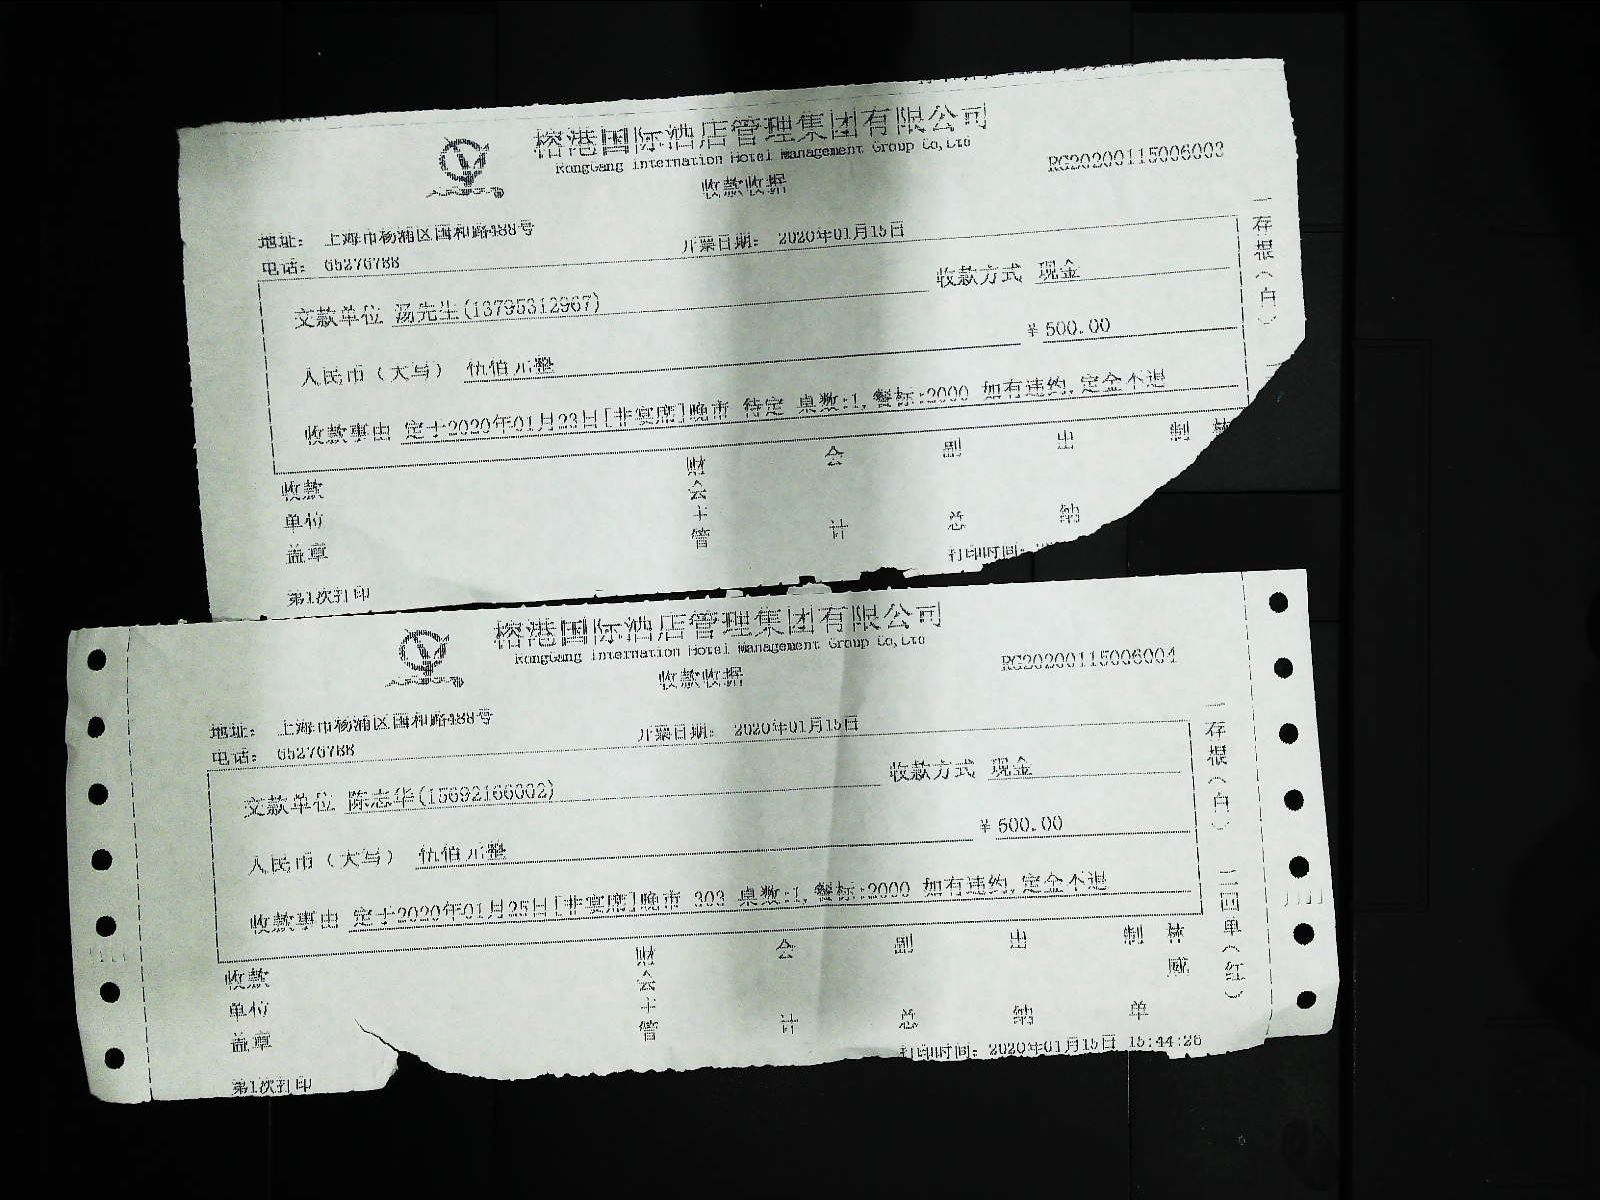 榕港国际酒店管理集团有限公司
RongGang Internation Hotel Management Group Co,Ltd
RG20200115006003
收款收据
地址： 上海市杨浦区国和路488号
电话： 65276788
开票日期： 2020年01月15日
收款方式 现金
交款单位 汤先生(13795312967)
￥500.00
人民币（大写） 伍佰元整
收款事由 定于2020年01月23日[非宴席]晚市 待定 桌数:1,餐标:2000 如有违约,定金不退
一存根（白）
财会主管 会计 副总 出纳 制 林
收款单位盖章
打印时间：
第1次打印
榕港国际酒店管理集团有限公司
RongGang Internation Hotel Management Group Co,Ltd
RG20200115006004
收款收据
地址： 上海市杨浦区国和路488号
电话： 65276788
开票日期： 2020年01月15日
收款方式 现金
交款单位 陈志华(15692166002)
￥500.00
人民币（大写） 伍佰元整
收款事由 定于2020年01月25日[非宴席]晚市 303 桌数:1,餐标:2000 如有违约,定金不退
一存根（白） 二回单（红）
财会主管 会计 副总 出纳 制单 林威
收款单位盖章
打印时间：2020年01月15日 15:44:26
第1次打印